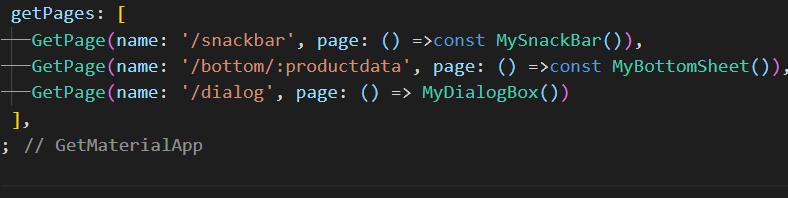 getPages: [
GetPage(name: '/snackbar', page: () =>const MySnackBar()),
GetPage(name: '/bottom/:productdata', page: () =>const MyBottomSheet()),
GetPage(name: '/dialog', page: () => MyDialogBox())
],
; // GetMaterialApp